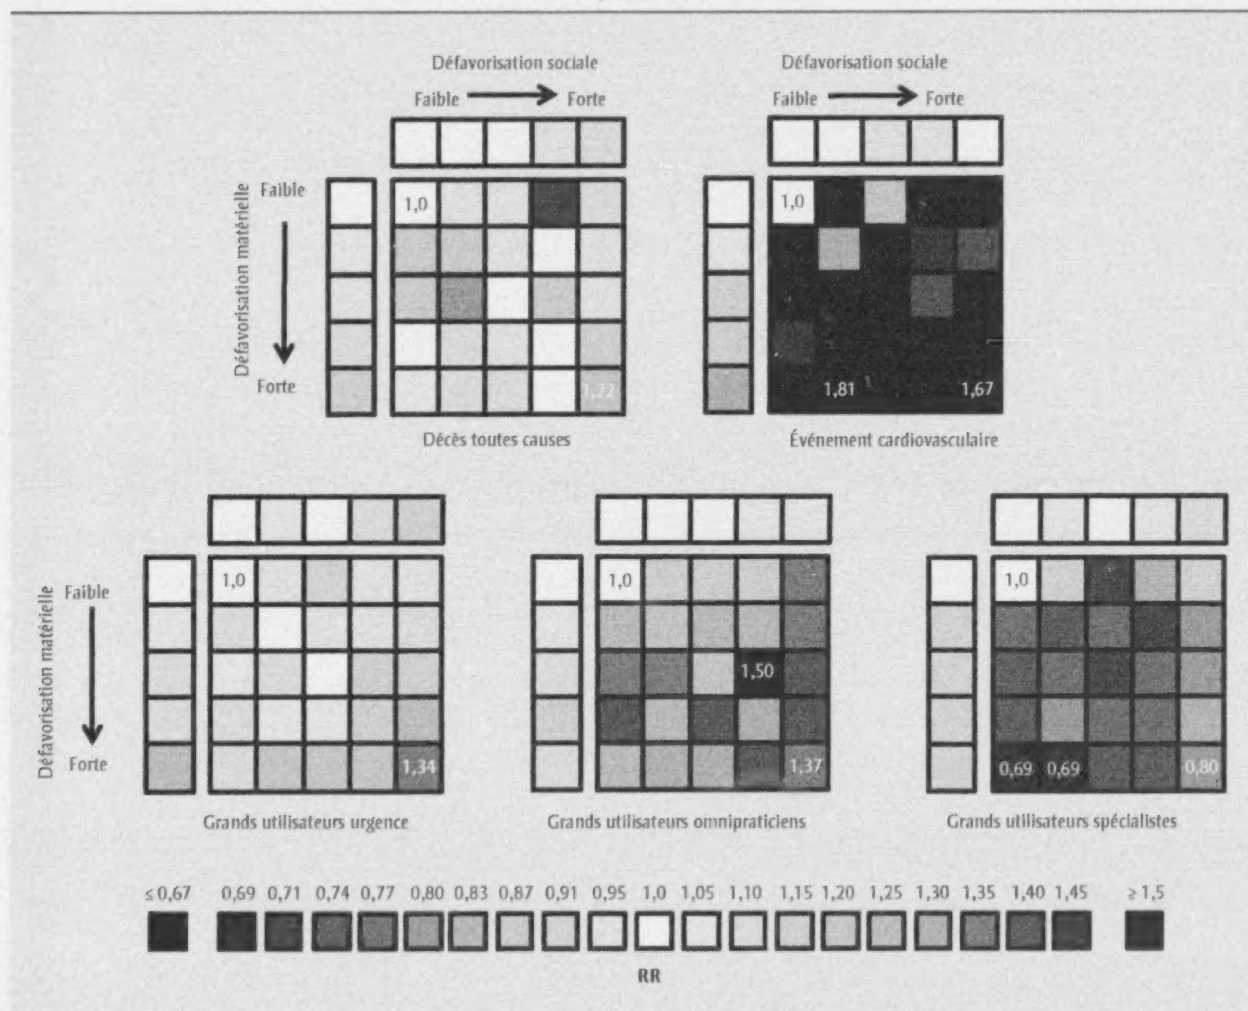 Défavorisation sociale
Faible
Forte
Défavorisation sociale
Faible
Forte
Défavorisation matérielle
Faible
Forte
1,0
1,0
1,81
1,67
Décès toutes causes
Événement cardiovasculaire
Défavorisation matérielle
Faible
Forte
1,0
1,0
1,0
1,50
1,34
1,37
0,69
0,69
0,80
Grands utilisateurs urgence
Grands utilisateurs omnipraticiens
Grands utilisateurs spécialistes
≤ 0,67 0,69 0,71 0,74 0,77 0,80 0,83 0,87 0,91 0,95 1,0 1,05 1,10 1,15 1,20 1,25 1,30 1,35 1,40 1,45 ≥ 1,5
RR